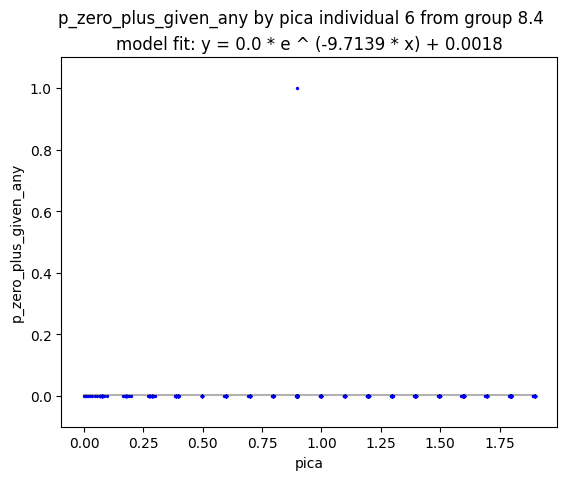 p_zero_plus_given_any by pica individual 6 from group 8.4
model fit: y = 0.0 * e ^ (-9.7139 * x) + 0.0018
p_zero_plus_given_any
1.0
0.8
0.6
0.4
0.2
0.0
0.00 0.25 0.50 0.75 1.00 1.25 1.50 1.75
pica